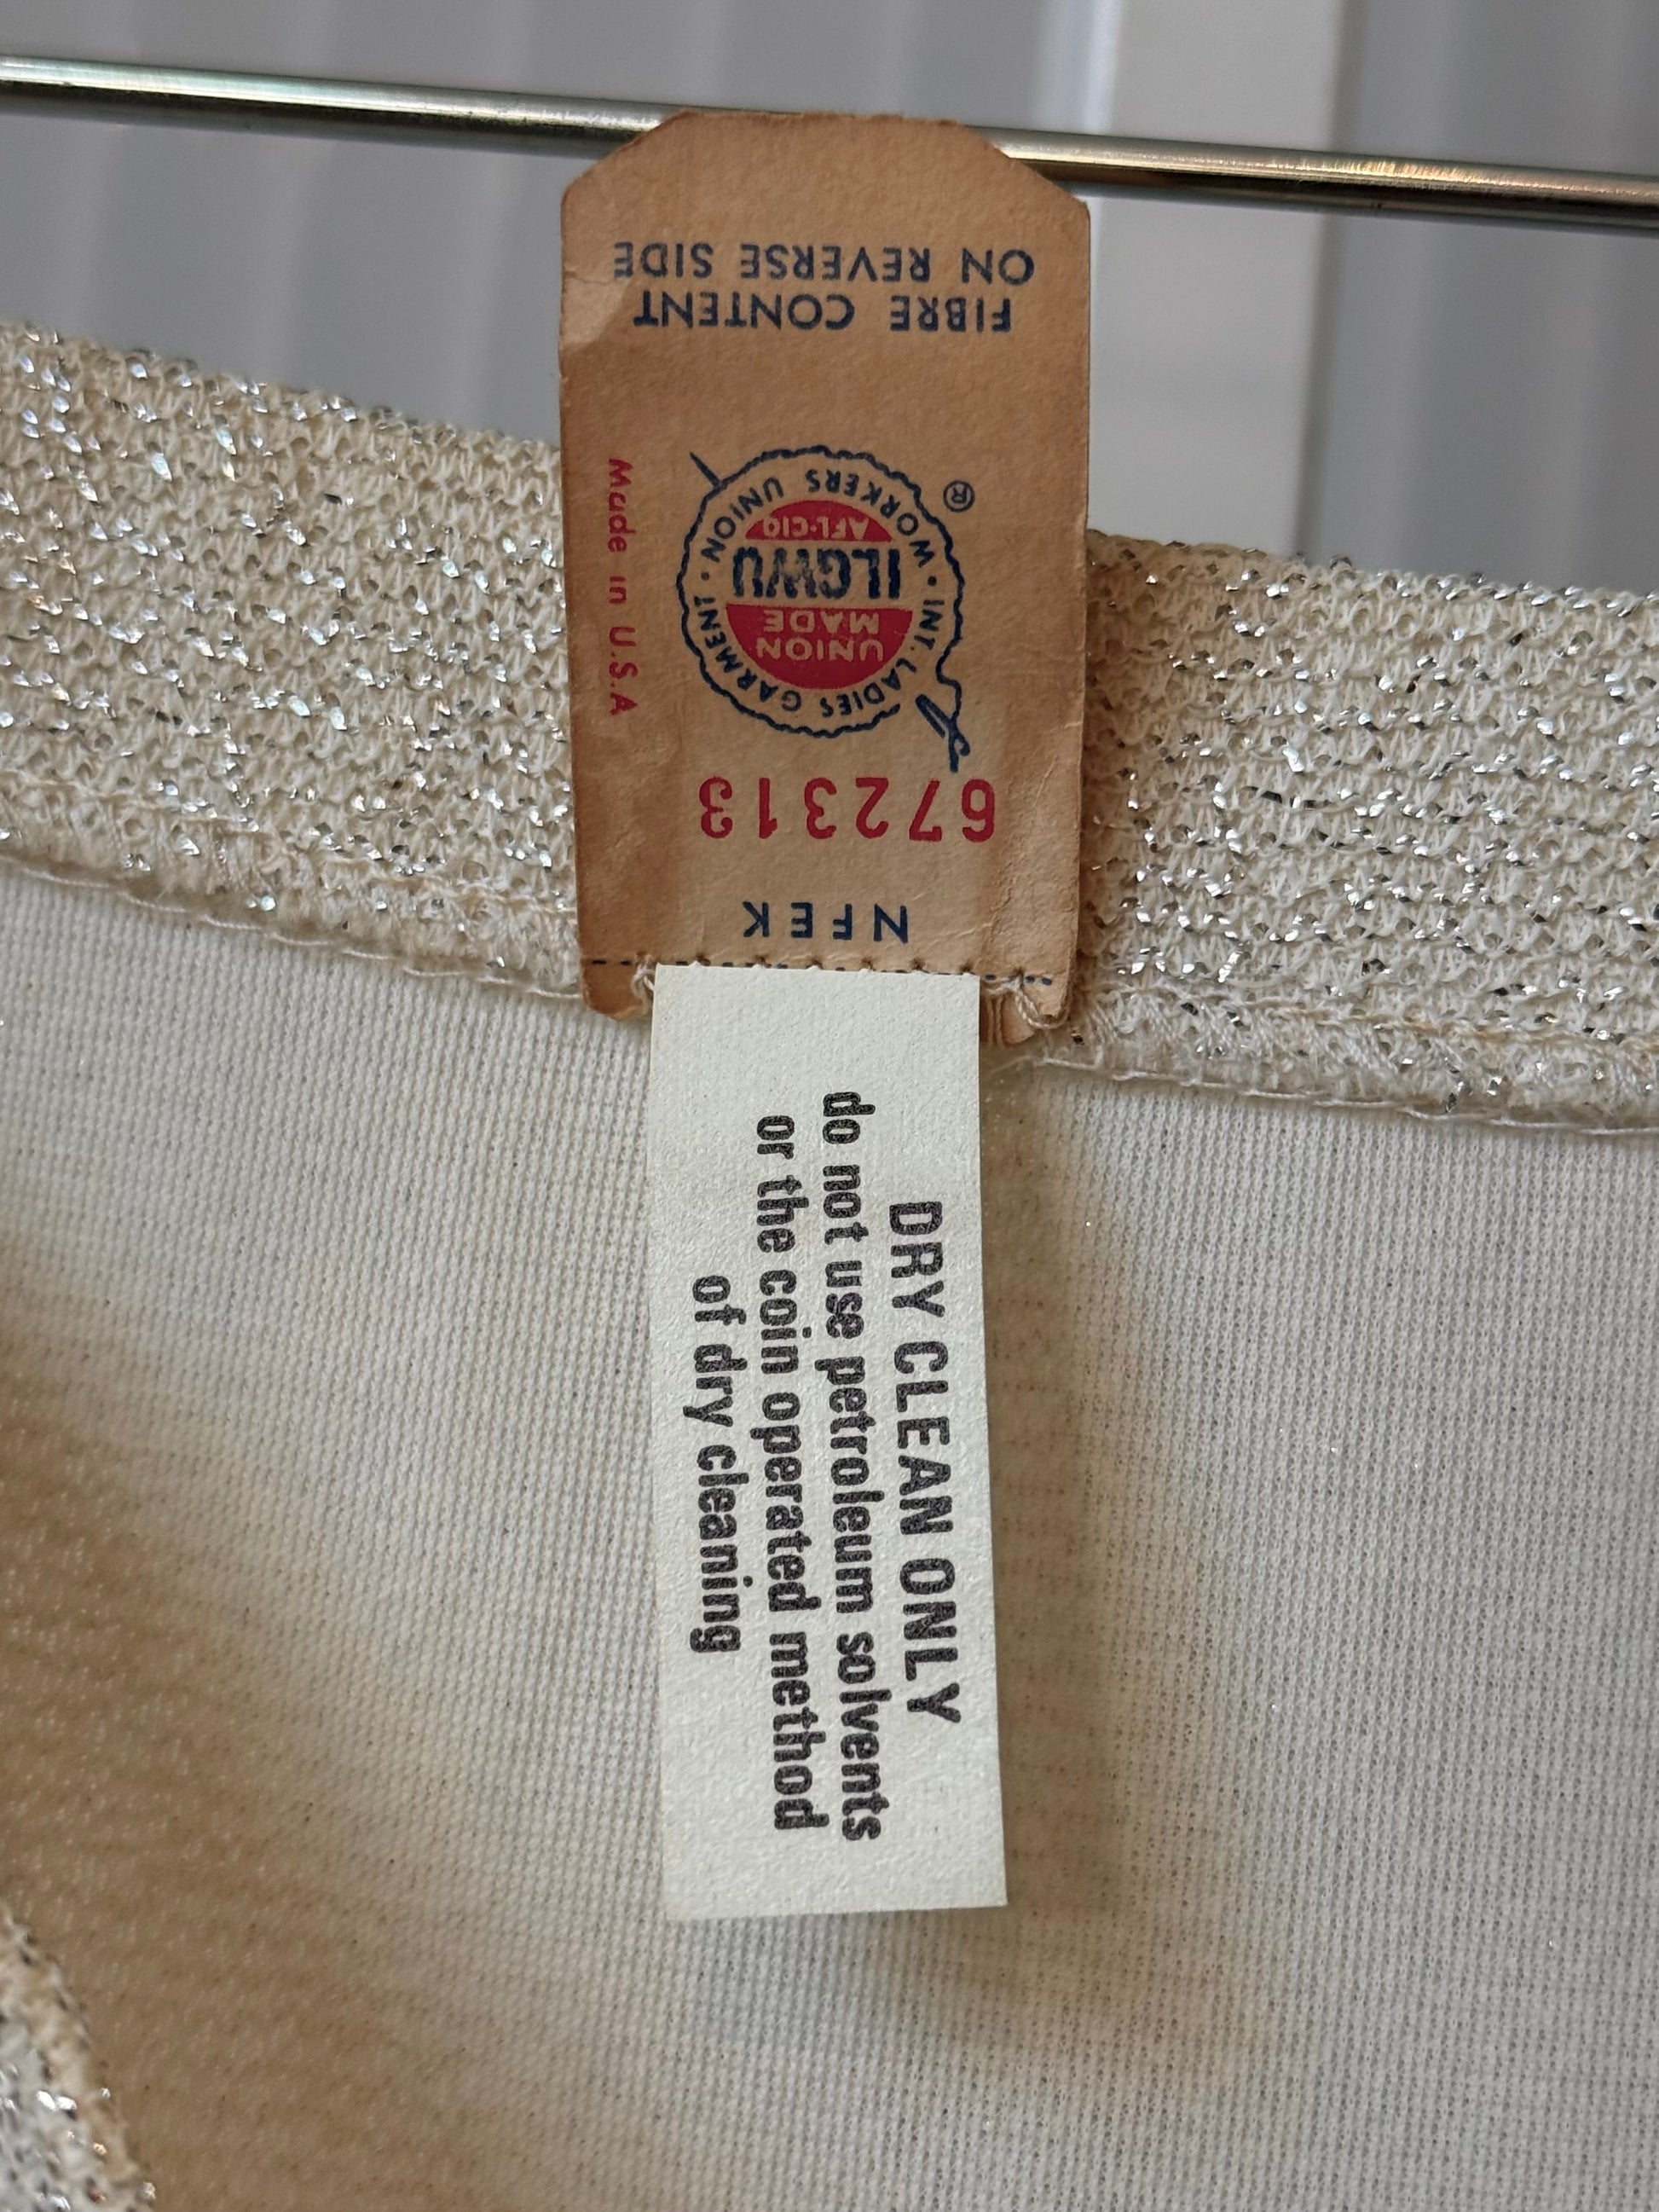 NFEK
672313
INT. LADIES GARMENT WORKERS UNION
UNION
MADE
ILGWU
AFL·CIO
®
Made in U.S.A
FIBRE CONTENT
ON REVERSE SIDE
DRY CLEAN ONLY
do not use petroleum solvents
or the coin operated method
of dry cleaning